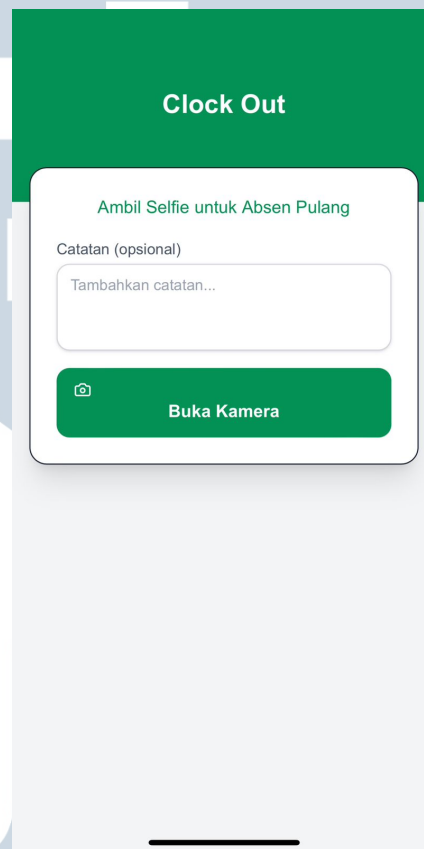 Clock Out
Ambil Selfie untuk Absen Pulang
Catatan (opsional)
Tambahkan catatan...
Buka Kamera